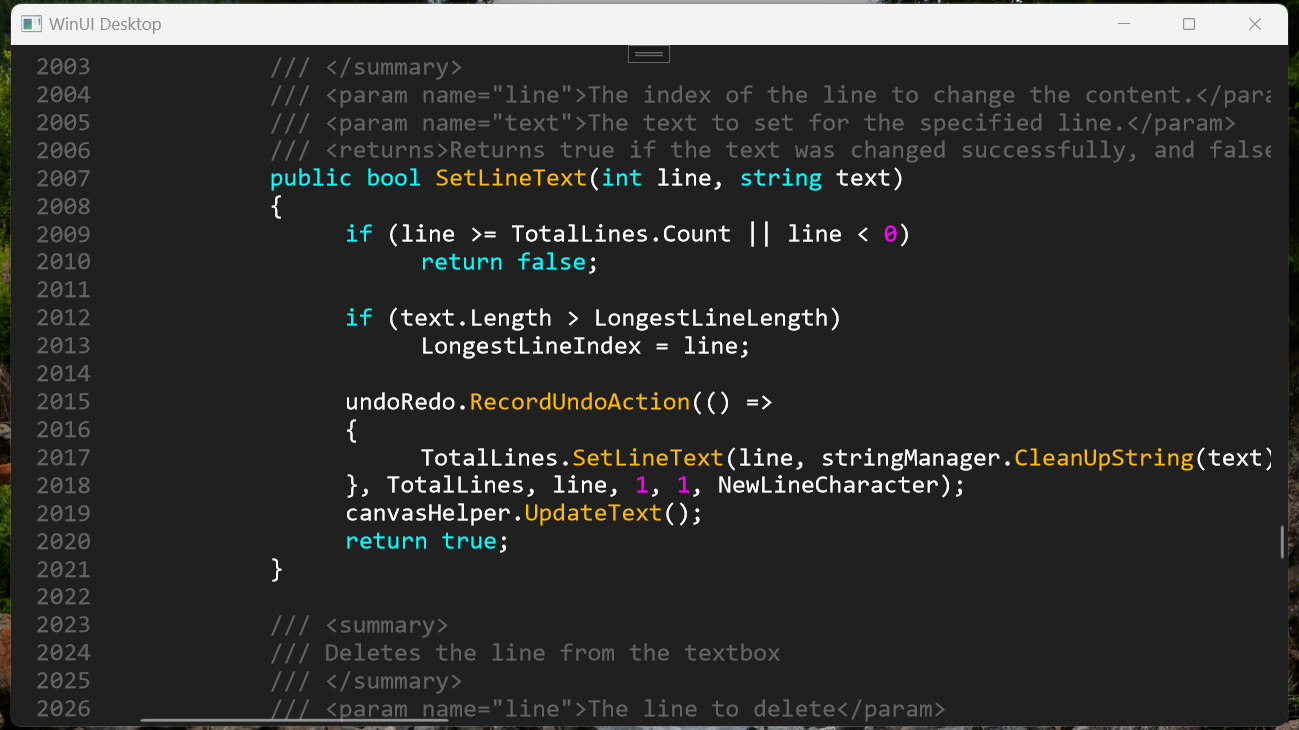 WinUI Desktop
2003 /// </summary>
2004 /// <param name="line">The index of the line to change the content.</para
2005 /// <param name="text">The text to set for the specified line.</param>
2006 /// <returns>Returns true if the text was changed successfully, and false
2007 public bool SetLineText(int line, string text)
2008 {
2009 if (line >= TotalLines.Count || line < 0)
2010 return false;
2011
2012 if (text.Length > LongestLineLength)
2013 LongestLineIndex = line;
2014
2015 undoRedo.RecordUndoAction(() =>
2016 {
2017 TotalLines.SetLineText(line, stringManager.CleanUpString(text)
2018 }, TotalLines, line, 1, 1, NewLineCharacter);
2019 canvasHelper.UpdateText();
2020 return true;
2021 }
2022
2023 /// <summary>
2024 /// Deletes the line from the textbox
2025 /// </summary>
2026 /// <param name="line">The line to delete</param>